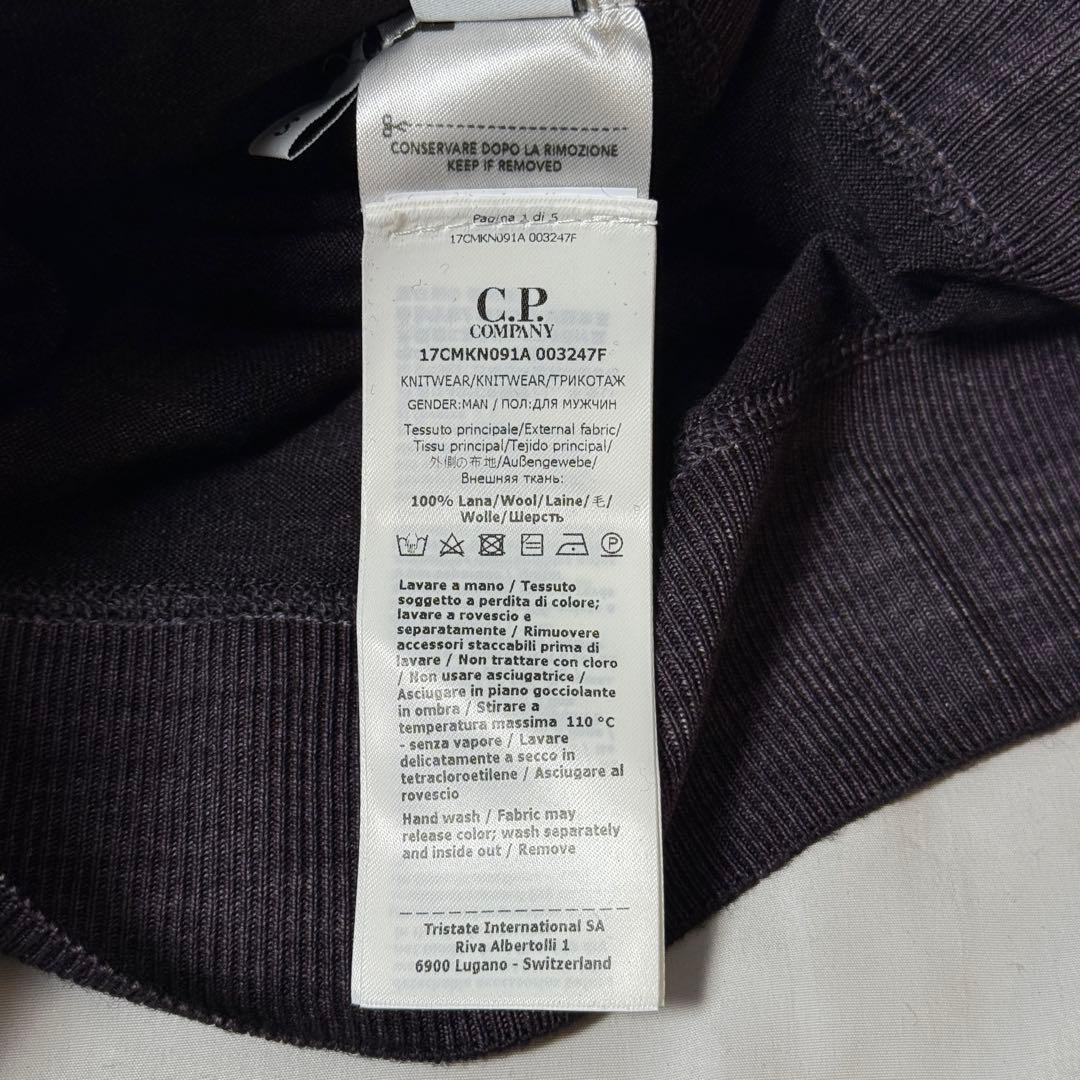 CONSERVARE DOPO LA RIMOZIONE
KEEP IF REMOVED
Pagina 1 di 5
17CMKN091A 003247F
C.P.
COMPANY
17CMKN091A 003247F
KNITWEAR/KNITWEAR/ТРИКОТАЖ
GENDER:MAN / ПОЛ:ДЛЯ МУЖЧИН
Tessuto principale/External fabric/
Tissu principal/Tejido principal/
外側の布地/Außengewebe/
Внешняя ткань:
100% Lana/Wool/Laine/毛/
Wolle/Шерсть
P
Lavare a mano / Tessuto
soggetto a perdita di colore;
lavare a rovescio e
separatamente / Rimuovere
accessori staccabili prima di
lavare / Non trattare con cloro
/ Non usare asciugatrice /
Asciugare in piano gocciolante
in ombra / Stirare a
temperatura massima 110 °C
- senza vapore / Lavare
delicatamente a secco in
tetracloroetilene / Asciugare al
rovescio
Hand wash / Fabric may
release color; wash separately
and inside out / Remove
Tristate International SA
Riva Albertolli 1
6900 Lugano - Switzerland